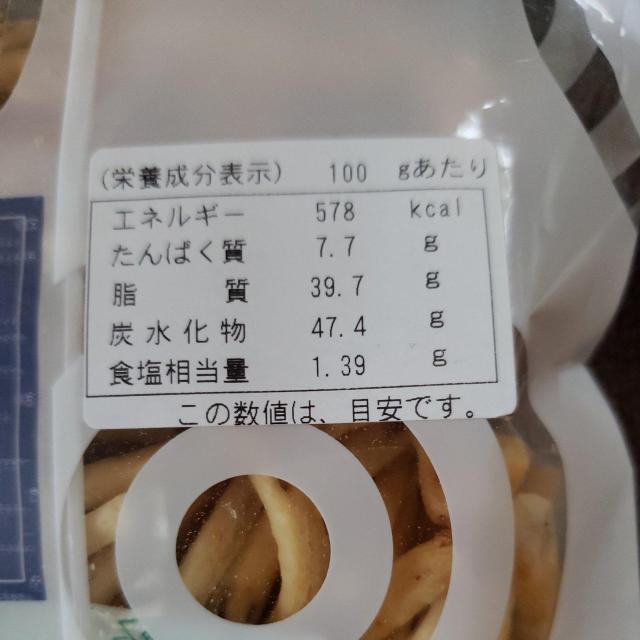 (栄養成分表示) 100 gあたり
エネルギー 578 kcal
たんぱく質 7.7 g
脂 質 39.7 g
炭水化物 47.4 g
食塩相当量 1.39 g
この数値は、目安です。